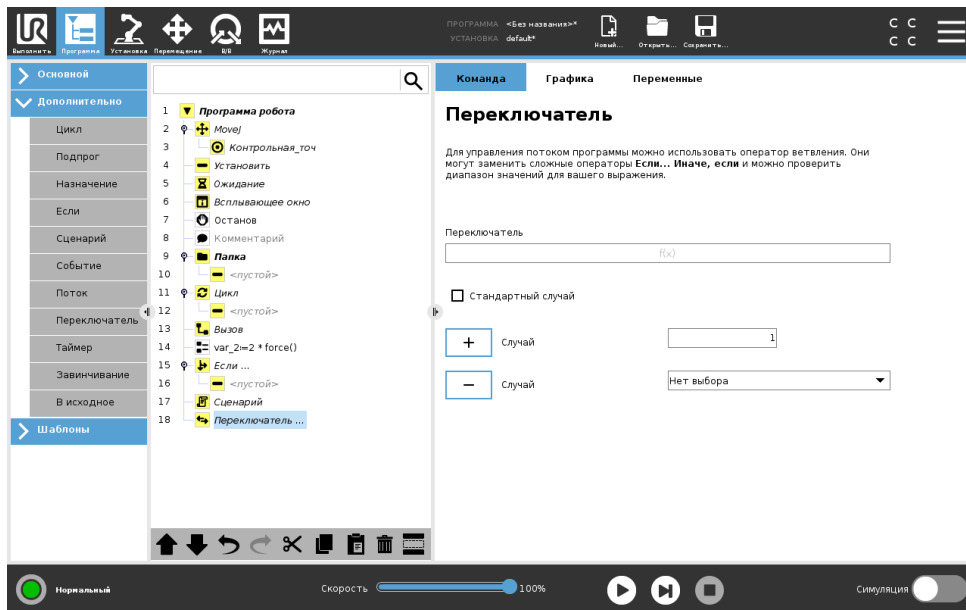 UR
Выполнить
Программа
Установка
Перемещение
В/В
Журнал
ПРОГРАММА <Без названия>*
УСТАНОВКА default*
Новый...
Открыть...
Сохранить...
C C
C C
Основной
Дополнительно
Цикл
Подпрог
Назначение
Если
Сценарий
Событие
Поток
Переключатель
Таймер
Завинчивание
В исходное
Шаблоны
1 Программа робота
2 MoveJ
3 Контрольная_точ
4 Установить
5 Ожидание
6 Всплывающее окно
7 Останов
8 Комментарий
9 Папка
10 <пустой>
11 Цикл
12 <пустой>
13 Вызов
14 var_2≔2 * force()
15 Если ...
16 <пустой>
17 Сценарий
18 Переключатель ...
Команда
Графика
Переменные
Переключатель
Для управления потоком программы можно использовать оператор ветвления. Они
могут заменить сложные операторы Если... Иначе, если и можно проверить
диапазон значений для вашего выражения.
Переключатель
f(x)
Стандартный случай
+ Случай 1
− Случай Нет выбора
Нормальный
Скорость 100%
Симуляция